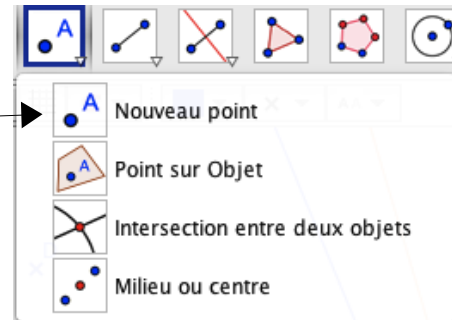 A
A
Nouveau point
A
Point sur Objet
Intersection entre deux objets
Milieu ou centre